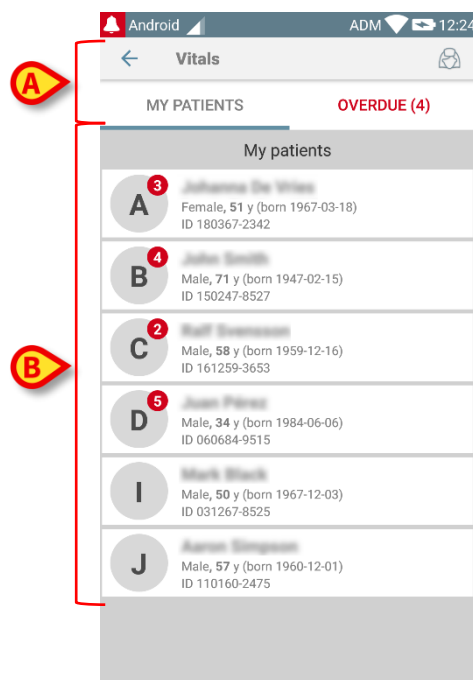 Android ADM 12:24
Vitals
A
MY PATIENTS OVERDUE (4)
My patients
A 3
Female, 51 y (born 1967-03-18)
ID 180367-2342
B 4
Male, 71 y (born 1947-02-15)
ID 150247-8527
C 2
Male, 58 y (born 1959-12-16)
ID 161259-3653
B
D 5
Male, 34 y (born 1984-06-06)
ID 060684-9515
I
Male, 50 y (born 1967-12-03)
ID 031267-8525
J
Male, 57 y (born 1960-12-01)
ID 110160-2475